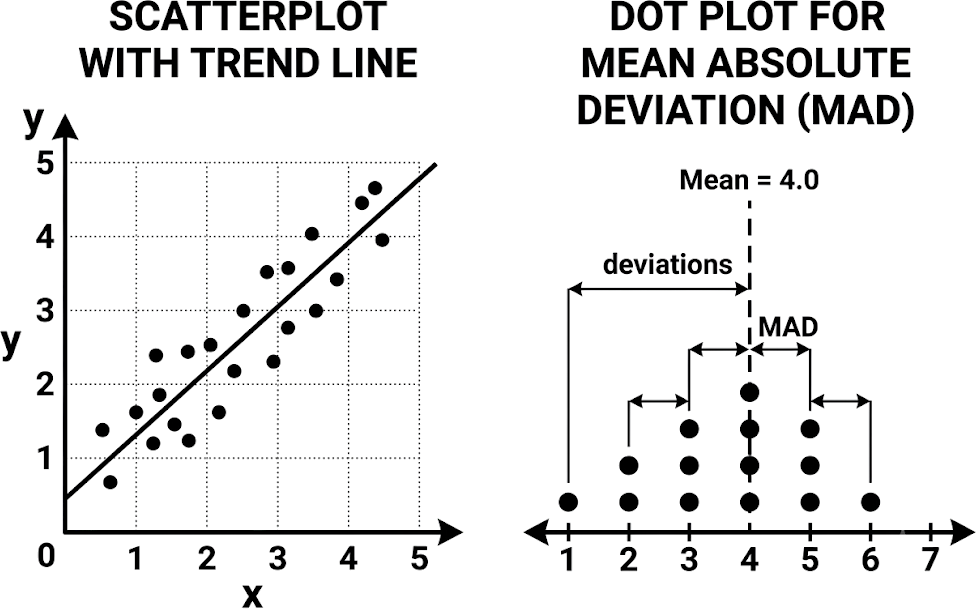 SCATTERPLOT
WITH TREND LINE
y
5
4
3
y
2
1
0
1 2 3 4 5
x
DOT PLOT FOR
MEAN ABSOLUTE
DEVIATION (MAD)
Mean = 4.0
deviations
MAD
1 2 3 4 5 6 7